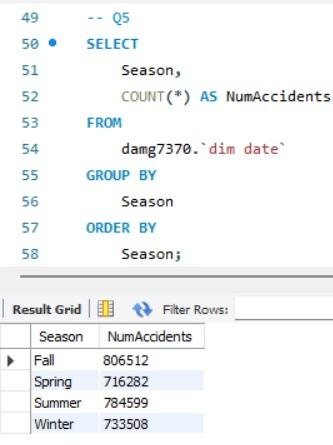 49 -- Q5
50 SELECT
51 Season,
52 COUNT(*) AS NumAccidents
53 FROM
54 damg7370.`dim date`
55 GROUP BY
56 Season
57 ORDER BY
58 Season;
Result Grid Filter Rows:
Season NumAccidents
Fall 806512
Spring 716282
Summer 784599
Winter 733508